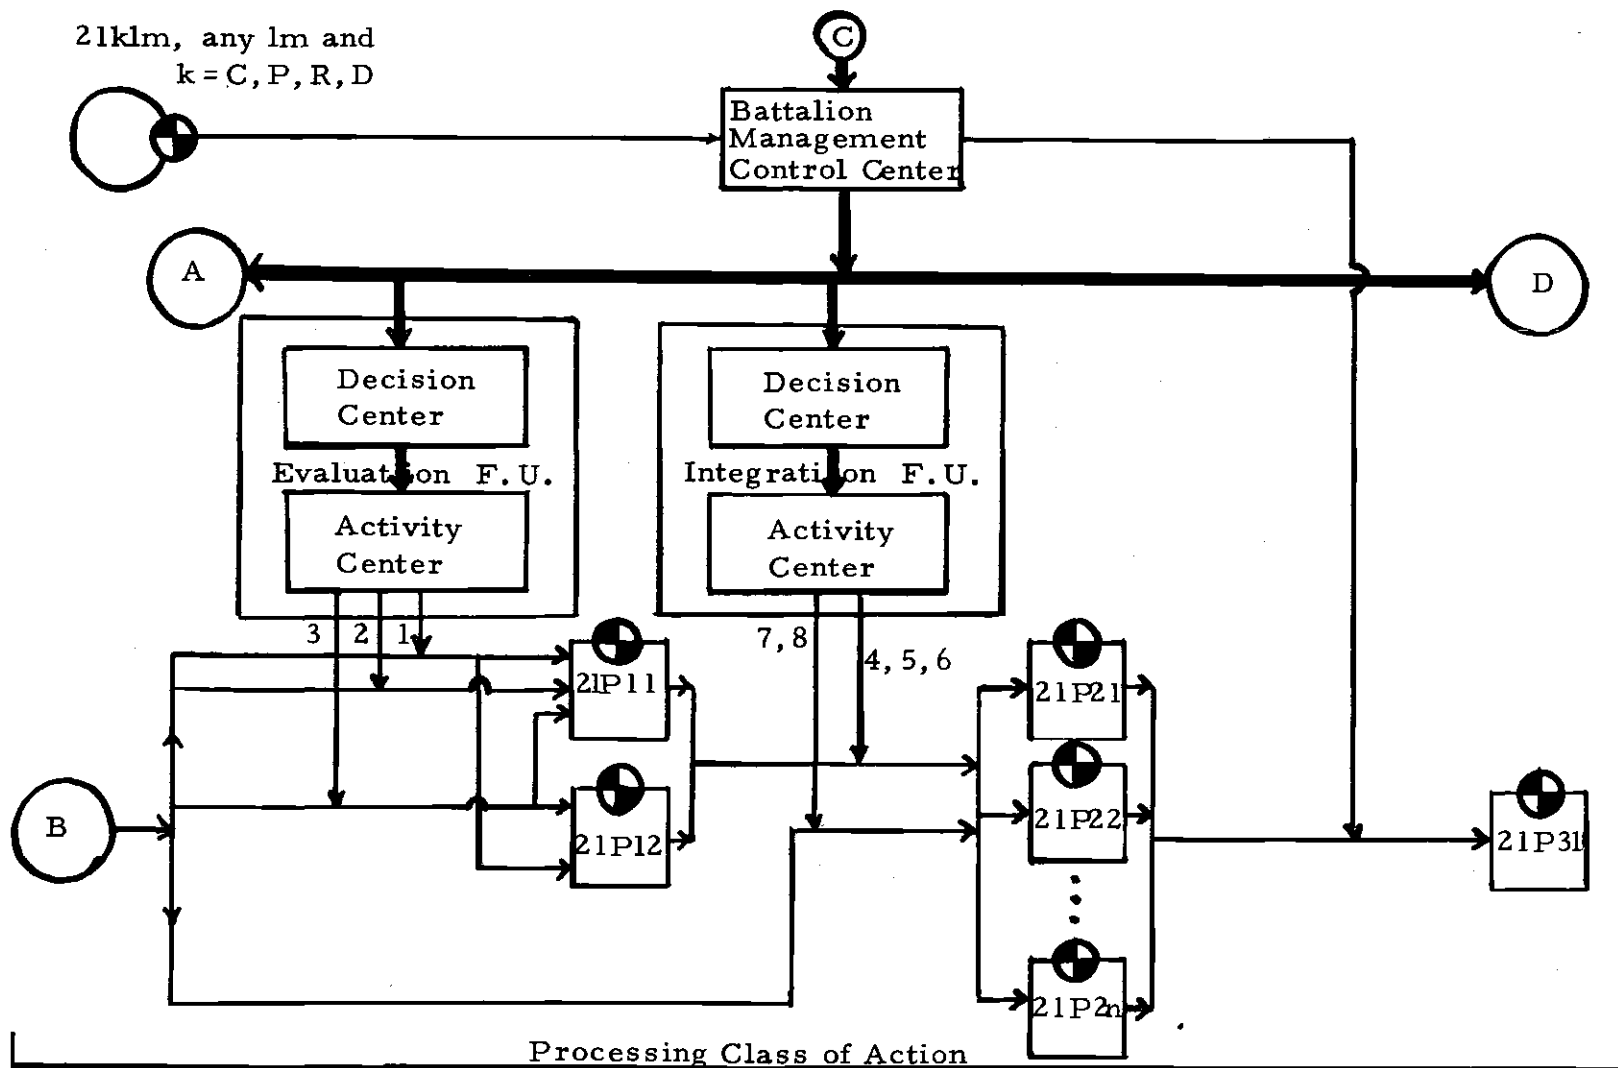 21klm, any lm and
k = C, P, R, D
C
Battalion
Management
Control Center
A
D
Decision
Center
Evaluation F.U.
Activity
Center
Decision
Center
Integration F.U.
Activity
Center
3 2 1
7, 8
4, 5, 6
21P11
21P12
21P21
21P22
21P2n
21P31
B
Processing Class of Action